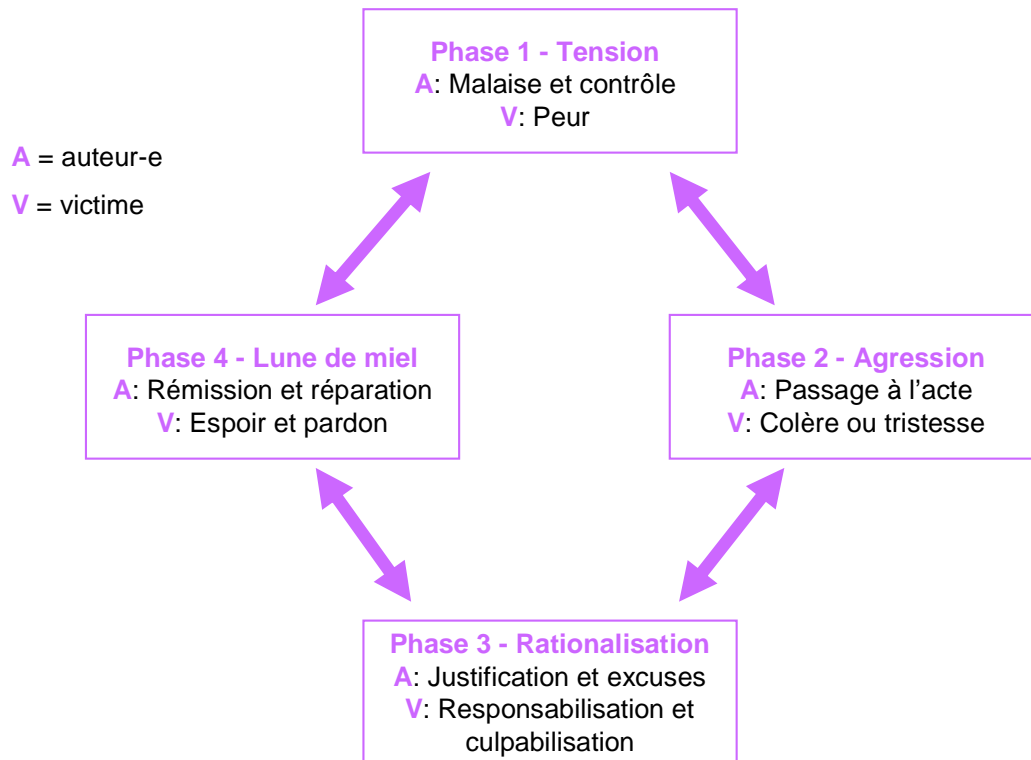 Phase 1 - Tension
A: Malaise et contrôle
V: Peur
A = auteur-e
V = victime
Phase 4 - Lune de miel
A: Rémission et réparation
V: Espoir et pardon
Phase 2 - Agression
A: Passage à l'acte
V: Colère ou tristesse
Phase 3 - Rationalisation
A: Justification et excuses
V: Responsabilisation et
culpabilisation